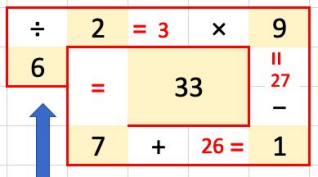 ÷ 2 = 3 × 9
6 = 33 = 27
−
7 + 26 = 1